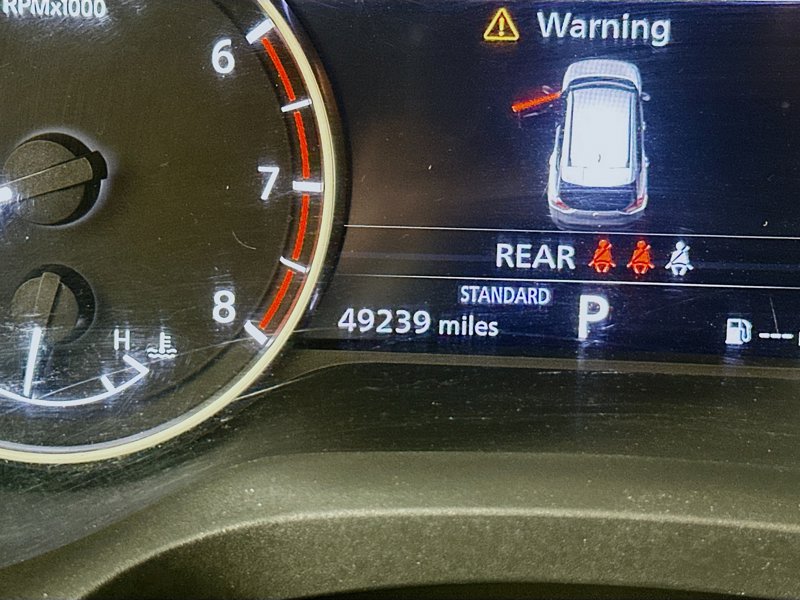 RPMx1000
6
7
8
H
Warning
REAR
STANDARD
P
49239 miles
---